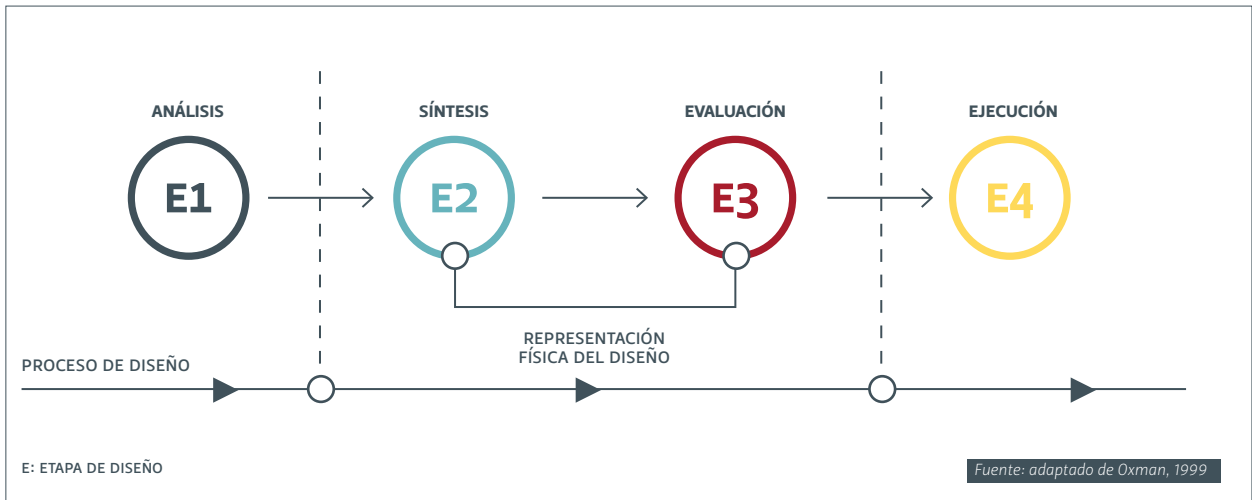 ANÁLISIS
SÍNTESIS
EVALUACIÓN
EJECUCIÓN
E1
E2
E3
E4
REPRESENTACIÓN
FÍSICA DEL DISEÑO
PROCESO DE DISEÑO
E: ETAPA DE DISEÑO
Fuente: adaptado de Oxman, 1999